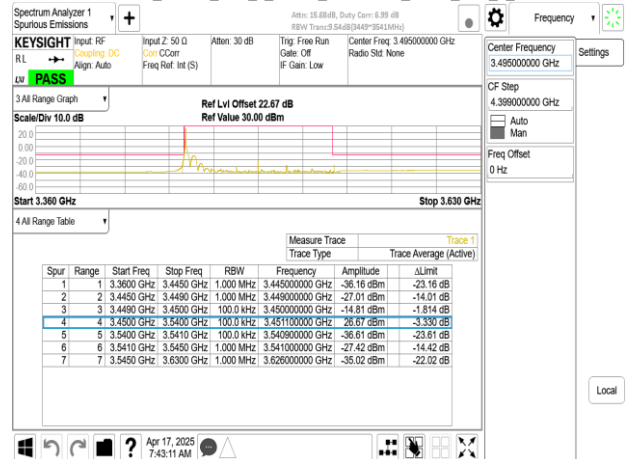 Spectrum Analyzer 1
Spurious Emissions
Attn: 15.68dB, Duty Corr: 6.99 dB
RBW Trans:9.54dB(3449~3541MHz)
Frequency
KEYSIGHT
R L
LXI
PASS
Input: RF
Coupling: DC
Align: Auto
Input Z: 50 Ω
Corr CCorr
Freq Ref: Int (S)
Atten: 30 dB
Trig: Free Run
Gate: Off
IF Gain: Low
Center Freq: 3.495000000 GHz
Radio Std: None
Center Frequency
3.495000000 GHz
Settings
CF Step
4.399000000 GHz
Auto
Man
Freq Offset
0 Hz
3 All Range Graph
Scale/Div 10.0 dB
Ref Lvl Offset 22.67 dB
Ref Value 30.00 dBm
20.0
0.00
-20.0
-40.0
-60.0
Start 3.360 GHz
Stop 3.630 GHz
4 All Range Table
Measure Trace Trace 1
Trace Type Trace Average (Active)
Spur Range Start Freq Stop Freq RBW Frequency Amplitude ΔLimit
1 1 3.3600 GHz 3.4450 GHz 1.000 MHz 3.445000000 GHz -36.16 dBm -23.16 dB
2 2 3.4450 GHz 3.4490 GHz 1.000 MHz 3.449000000 GHz -27.01 dBm -14.01 dB
3 3 3.4490 GHz 3.4500 GHz 100.0 kHz 3.450000000 GHz -14.81 dBm -1.814 dB
4 4 3.4500 GHz 3.5400 GHz 100.0 kHz 3.451100000 GHz 26.67 dBm -3.330 dB
5 5 3.5400 GHz 3.5410 GHz 100.0 kHz 3.540900000 GHz -36.61 dBm -23.61 dB
6 6 3.5410 GHz 3.5450 GHz 1.000 MHz 3.541000000 GHz -27.42 dBm -14.42 dB
7 7 3.5450 GHz 3.6300 GHz 1.000 MHz 3.626000000 GHz -35.02 dBm -22.02 dB
Local
Apr 17, 2025
7:43:11 AM